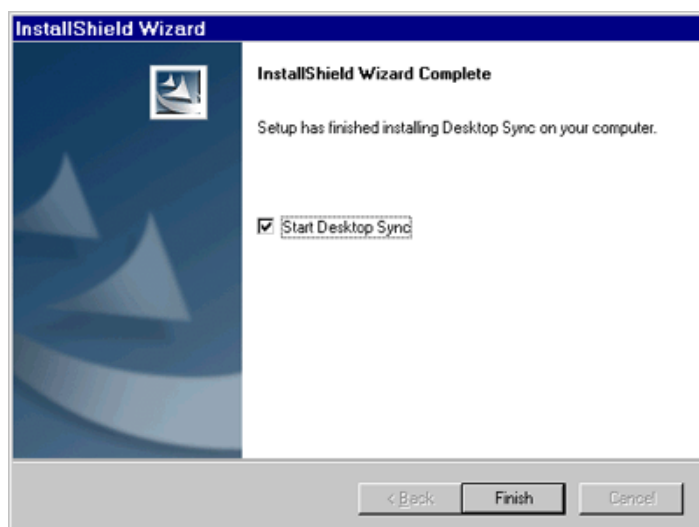 InstallShield Wizard
InstallShield Wizard Complete
Setup has finished installing Desktop Sync on your computer.
Start Desktop Sync
< Back
Finish
Cancel